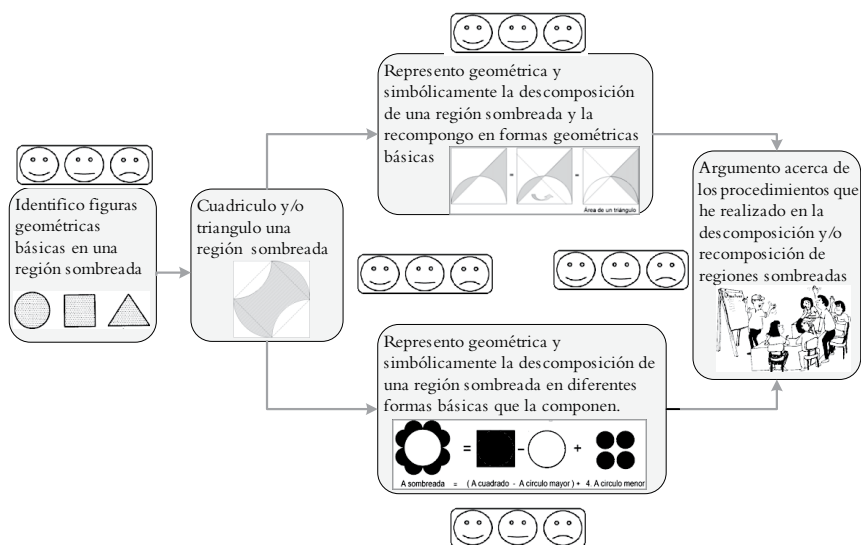 Identifico figuras
geométricas
básicas en una
región sombreada
Cuadriculo y/o
triangulo una
región sombreada
Represento geométrica y
simbólicamente la descomposición
de una región sombreada y la
recompongo en formas geométricas
básicas
-
=
Área de un triángulo
Represento geométrica y
simbólicamente la descomposición de
una región sombreada en diferentes
formas básicas que la componen.
= - +
A sombreada = ( A cuadrado - A circulo mayor ) + 4. A circulo menor
Argumento acerca de
los procedimientos que
he realizado en la
descomposición y/o
recomposición de
regiones sombreadas